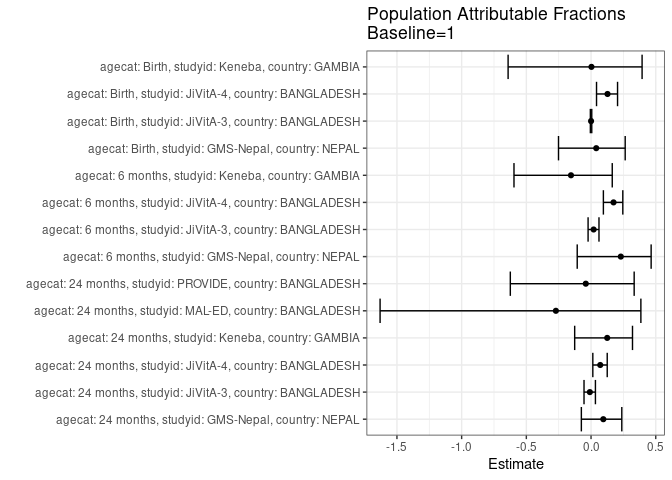 Population Attributable Fractions
Baseline=1
agecat: Birth, studyid: Keneba, country: GAMBIA
agecat: Birth, studyid: JiVitA-4, country: BANGLADESH
agecat: Birth, studyid: JiVitA-3, country: BANGLADESH
agecat: Birth, studyid: GMS-Nepal, country: NEPAL
agecat: 6 months, studyid: Keneba, country: GAMBIA
agecat: 6 months, studyid: JiVitA-4, country: BANGLADESH
agecat: 6 months, studyid: JiVitA-3, country: BANGLADESH
agecat: 6 months, studyid: GMS-Nepal, country: NEPAL
agecat: 24 months, studyid: PROVIDE, country: BANGLADESH
agecat: 24 months, studyid: MAL-ED, country: BANGLADESH
agecat: 24 months, studyid: Keneba, country: GAMBIA
agecat: 24 months, studyid: JiVitA-4, country: BANGLADESH
agecat: 24 months, studyid: JiVitA-3, country: BANGLADESH
agecat: 24 months, studyid: GMS-Nepal, country: NEPAL
-1.5 -1.0 -0.5 0.0 0.5
Estimate